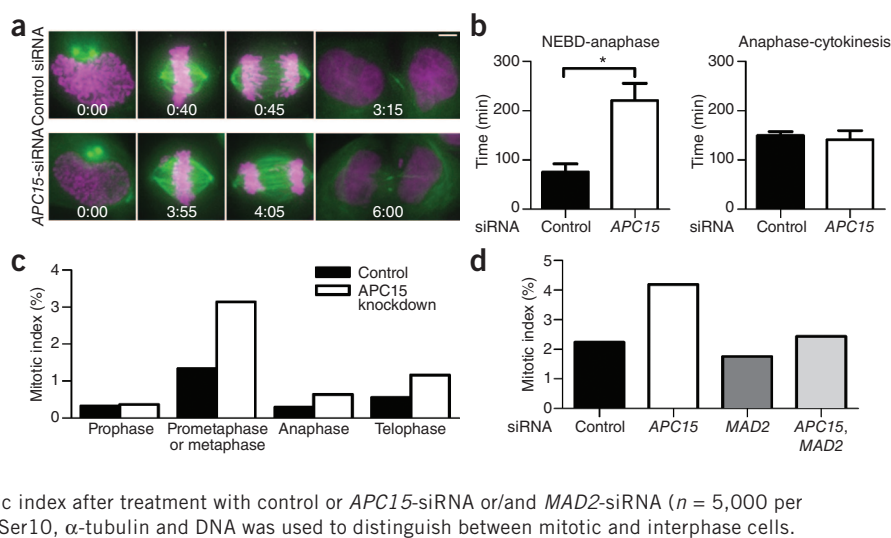 a
Control siRNA
0:00
0:40
0:45
3:15
APC15-siRNA
0:00
3:55
4:05
6:00
b
NEBD-anaphase
Time (min)
300
200
100
0
*
siRNA Control APC15
Anaphase-cytokinesis
Time (min)
300
200
100
0
siRNA Control APC15
c
Mitotic index (%)
4
3
2
1
0
Control
APC15
knockdown
Prophase Prometaphase Anaphase Telophase
or metaphase
d
Mitotic index (%)
5
4
3
2
1
0
siRNA Control APC15 MAD2 APC15,
MAD2
c index after treatment with control or APC15-siRNA or/and MAD2-siRNA (n = 5,000 per
Ser10, α-tubulin and DNA was used to distinguish between mitotic and interphase cells.